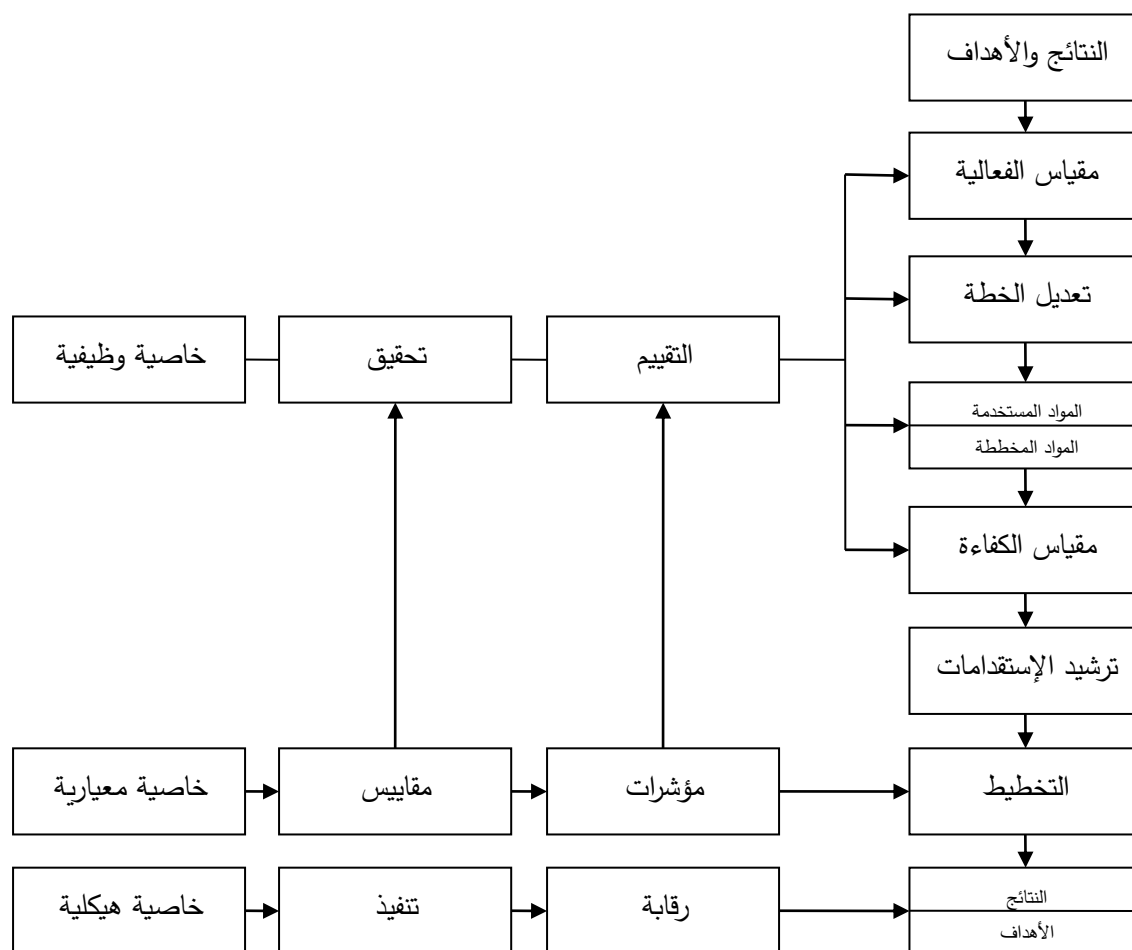 النتائج والأهداف
مقياس الفعالية
تعديل الخطة
خاصية وظيفية
تحقيق
التقييم
المواد المستخدمة
المواد المخططة
مقياس الكفاءة
ترشيد الإستقدامات
خاصية معيارية
مقاييس
مؤشرات
التخطيط
خاصية هيكلية
تنفيذ
رقابة
النتائج
الأهداف